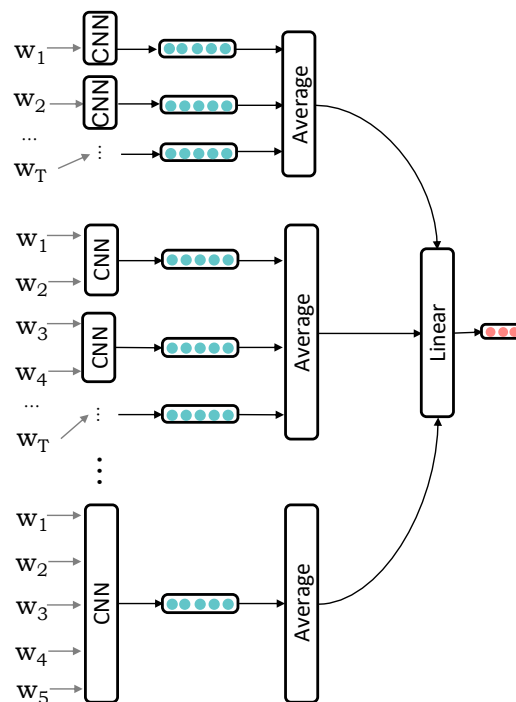 w1
CNN
w2
CNN
...
wT
⋮
Average
w1
w2
CNN
w3
w4
CNN
...
wT
⋮
Average
⋮
w1
w2
w3
w4
w5
CNN
Average
Linear